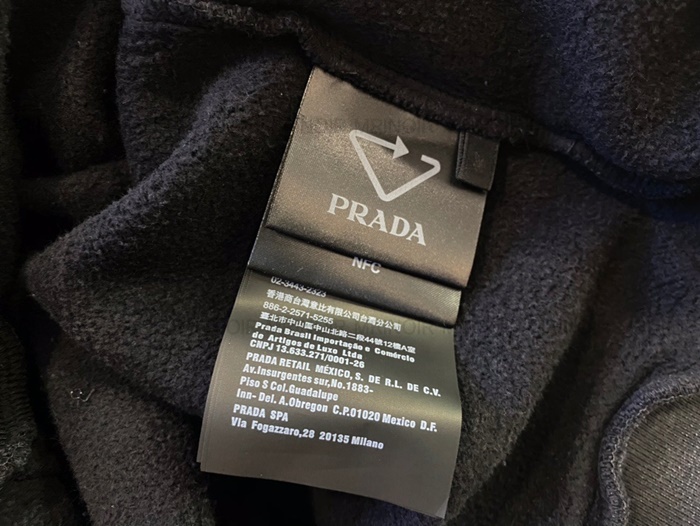 PRADA
NFC
02-3443-2323
香港商台灣意比有限公司台灣分公司
886-2-2571-5255
臺北市中山區中山北路二段44號12樓A室
Prada Brasil Importação e Comércio
de Artigos de Luxo Ltda
CNPJ 13.633.271/0001-26
PRADA RETAIL MÉXICO, S. DE R.L. DE C.V.
Av.Insurgentes sur,No.1883-
Piso 5 Col.Guadalupe
Inn- Del. A.Obregon C.P.01020 Mexico D.F.
PRADA SPA
Via Fogazzaro,28 20135 Milano